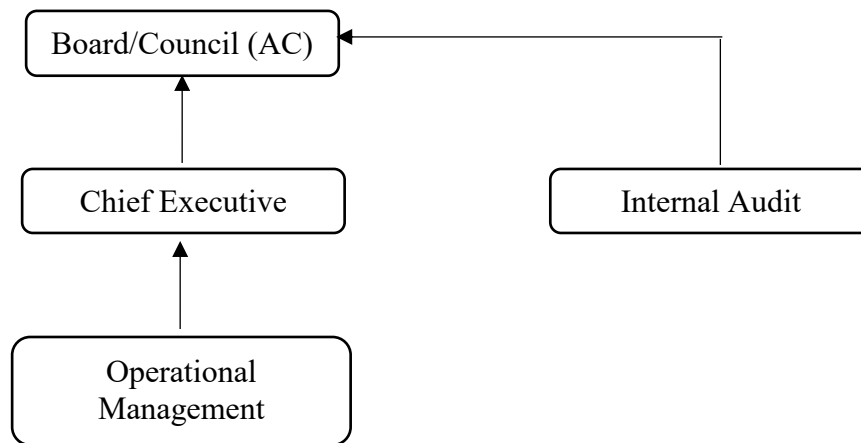 Board/Council (AC)
Chief Executive
Internal Audit
Operational
Management